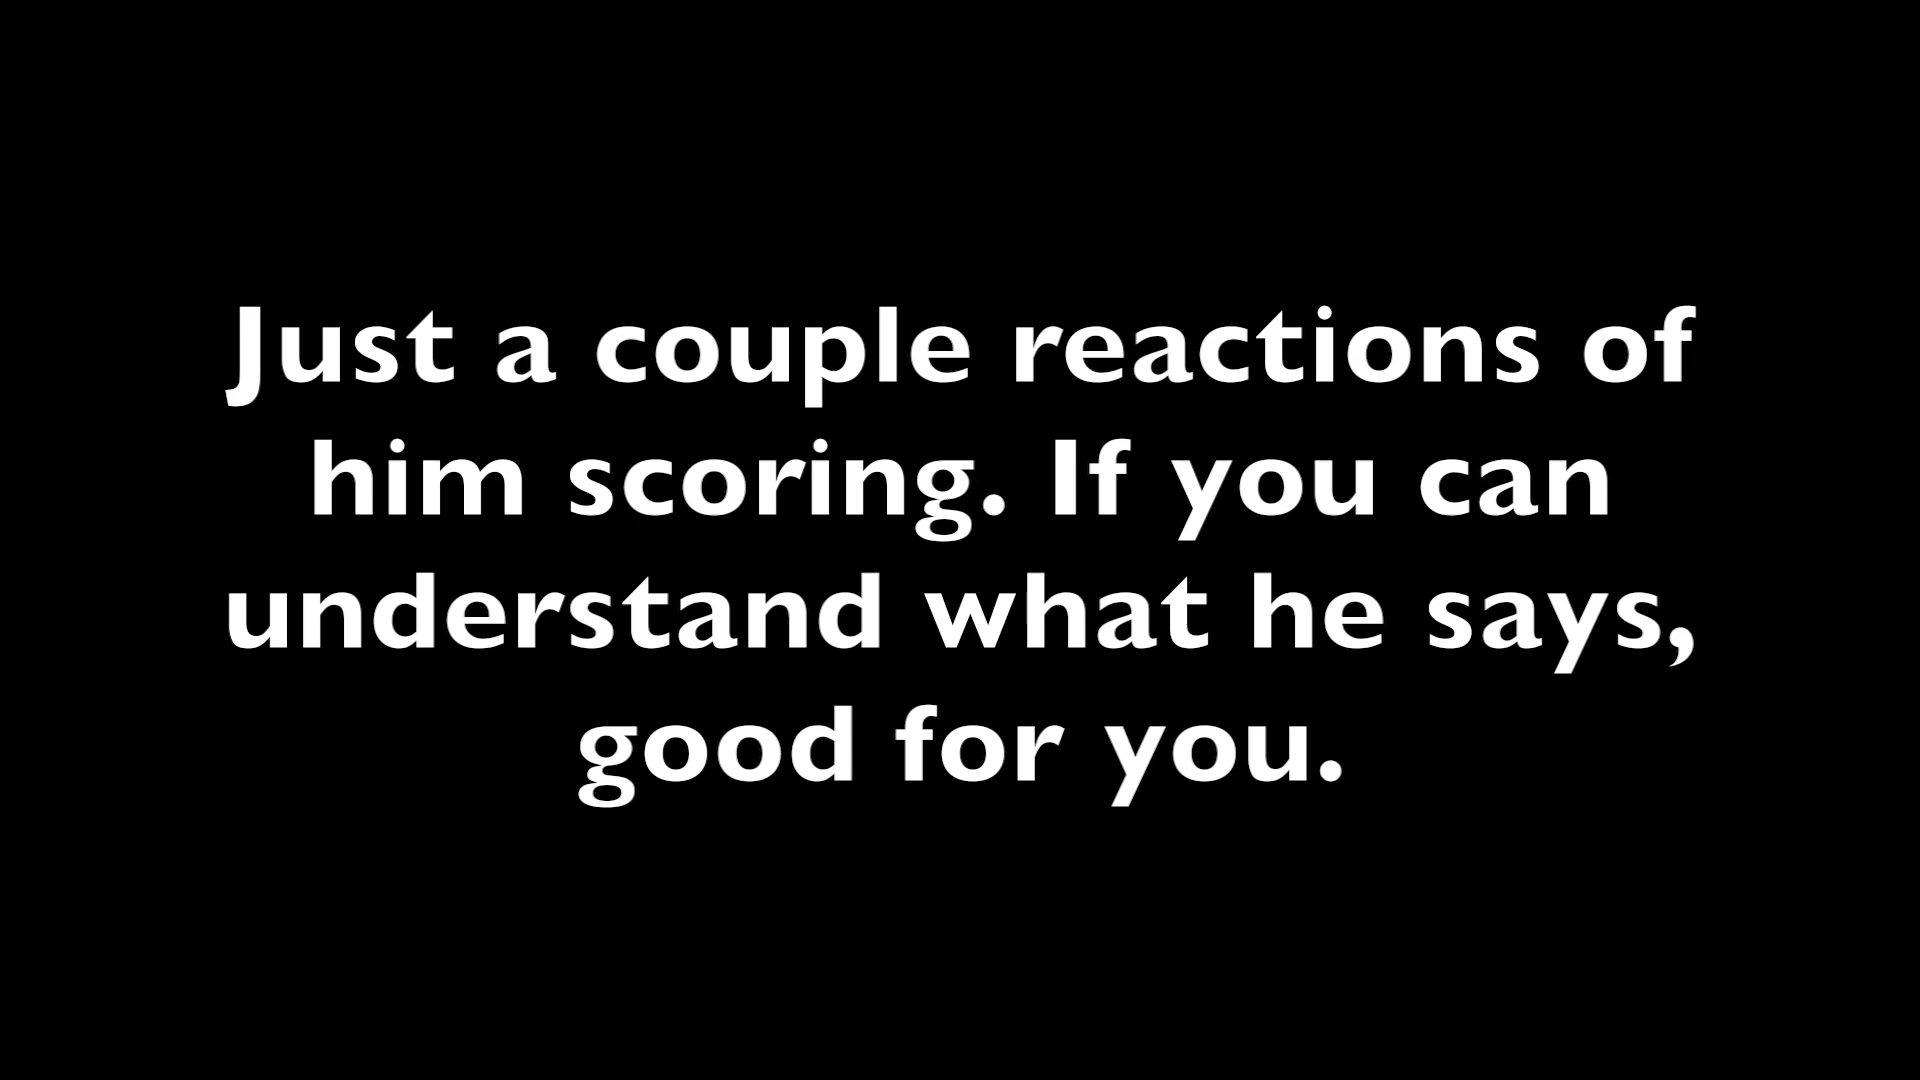 Just a couple reactions of
him scoring. If you can
understand what he says,
good for you.